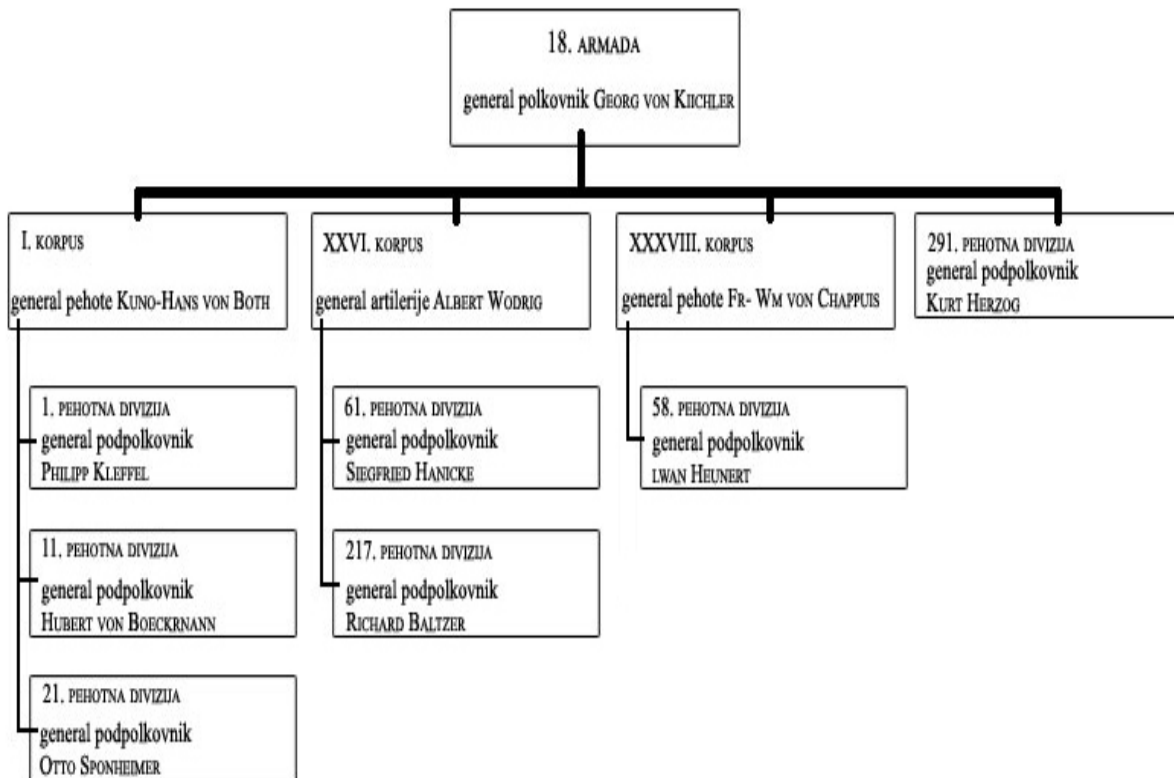 18. ARMADA
general polkovnik GEORG VON KIICHLER
I. KORPUS
general pehote KUNO-HANS VON BOTH
1. PEHOTNA DIVIZIJA
general podpolkovnik
PHILIPP KLEFFEL
11. PEHOTNA DIVIZIJA
general podpolkovnik
HUBERT VON BOECKRNANN
21. PEHOTNA DIVIZIJA
general podpolkovnik
OTTO SPONHEIMER
XXVI. KORPUS
general artilerije ALBERT WODRIG
61. PEHOTNA DIVIZIJA
general podpolkovnik
SIEGFRIED HANICKE
217. PEHOTNA DIVIZIJA
general podpolkovnik
RICHARD BALTZER
XXXVIII. KORPUS
general pehote FR- WM VON CHAPPUIS
58. PEHOTNA DIVIZIJA
general podpolkovnik
LWAN HEUNERT
291. PEHOTNA DIVIZIJA
general podpolkovnik
KURT HERZOG